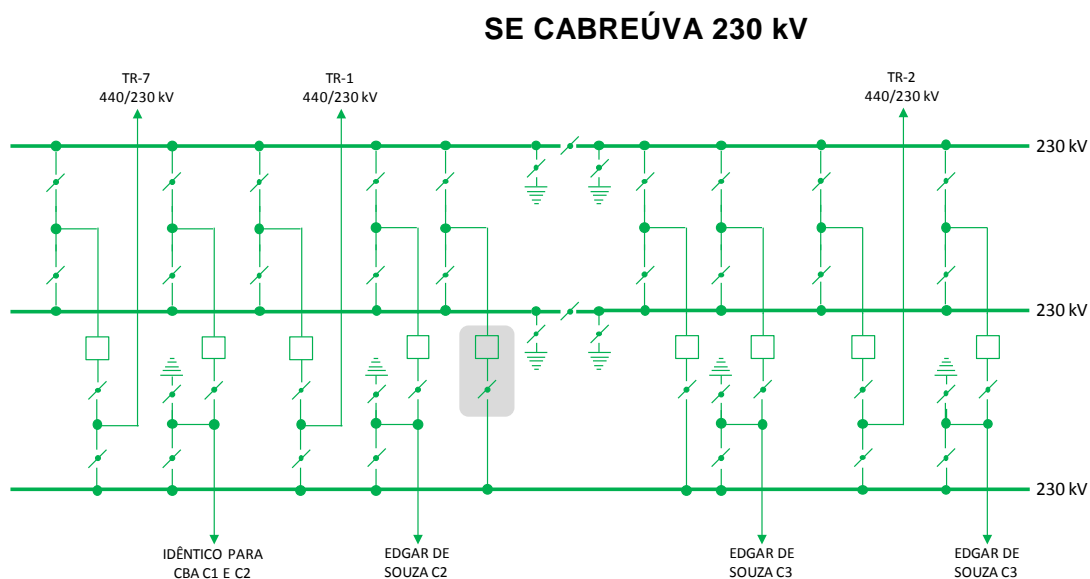 SE CABREÚVA 230 kV
TR-7
440/230 kV
TR-1
440/230 kV
TR-2
440/230 kV
230 kV
230 kV
230 kV
IDÊNTICO PARA
CBA C1 E C2
EDGAR DE
SOUZA C2
EDGAR DE
SOUZA C3
EDGAR DE
SOUZA C3